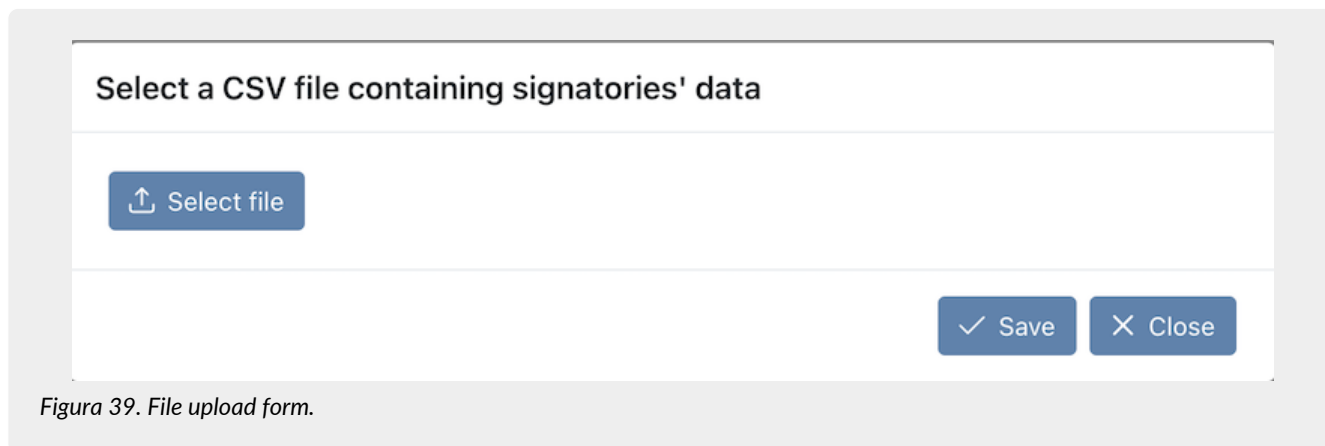 Select a CSV file containing signatories' data
Select file
Save Close
Figura 39. File upload form.